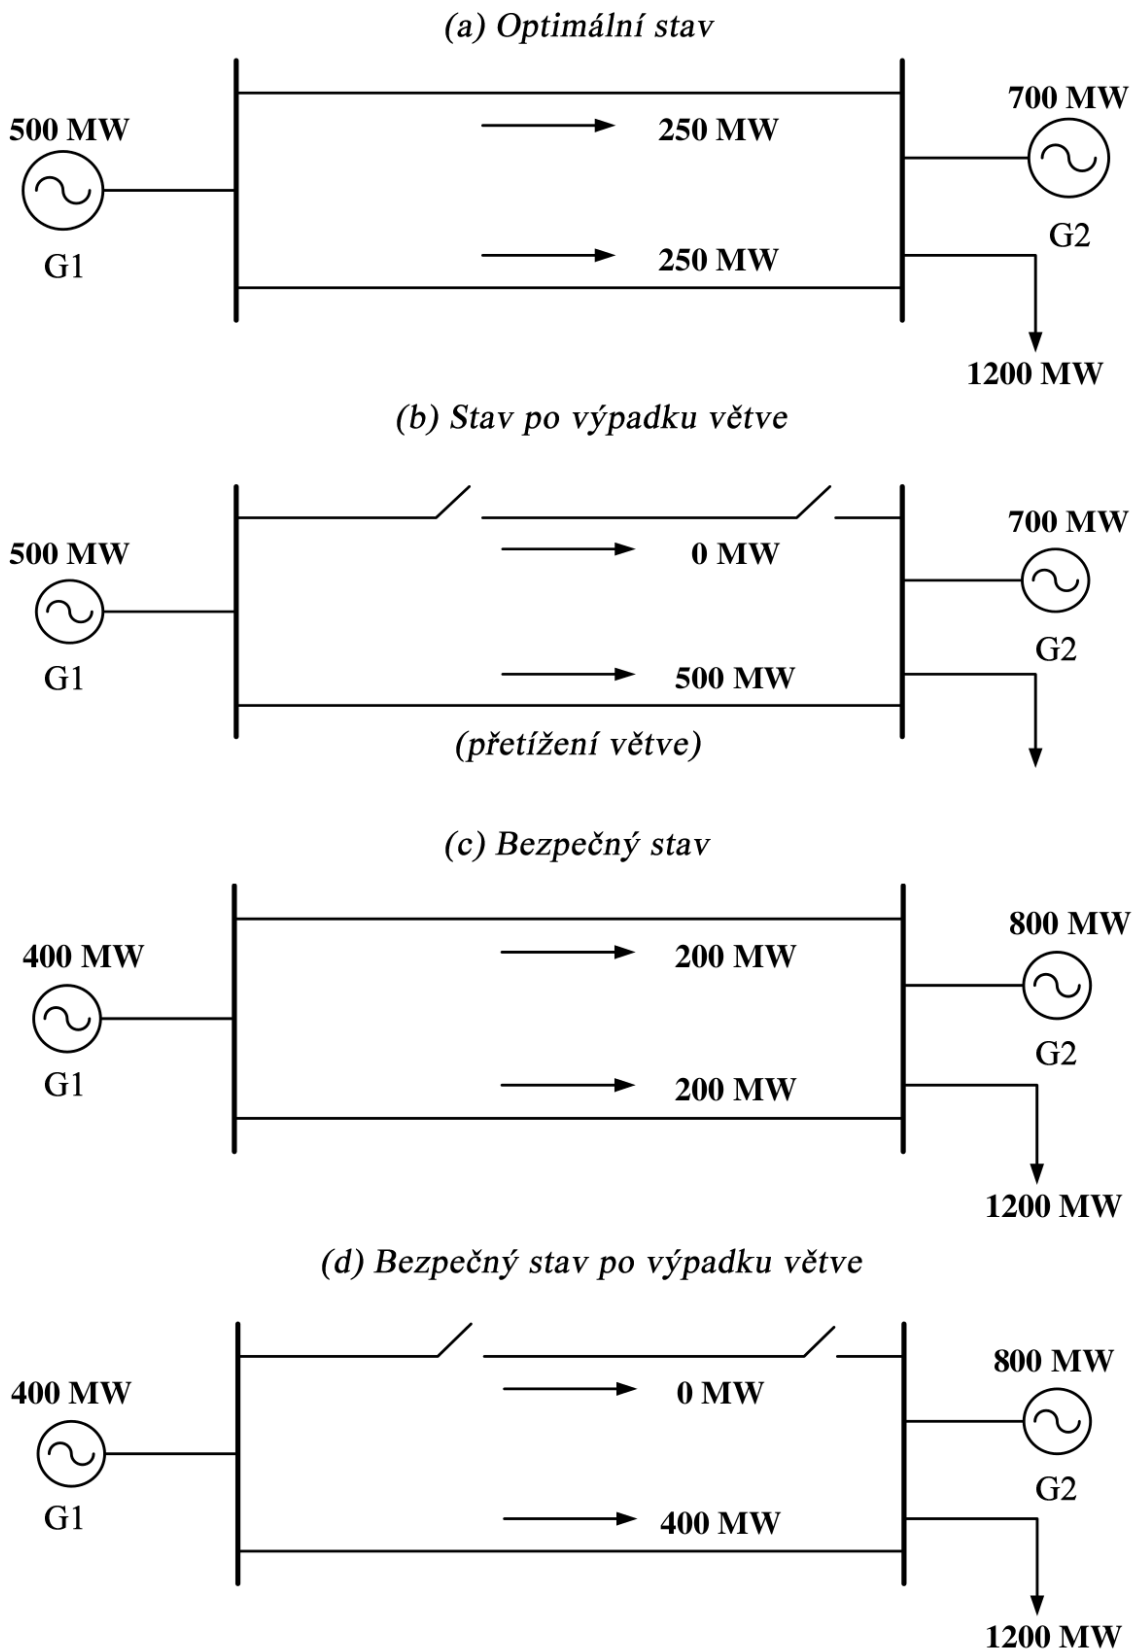 (a) Optimální stav
700 MW
500 MW
250 MW
G2
G1
250 MW
1200 MW
(b) Stav po výpadku větve
700 MW
500 MW
0 MW
G2
G1
500 MW
(přetížení větve)
(c) Bezpečný stav
800 MW
400 MW
200 MW
G2
G1
200 MW
1200 MW
(d) Bezpečný stav po výpadku větve
800 MW
400 MW
0 MW
G2
G1
400 MW
1200 MW